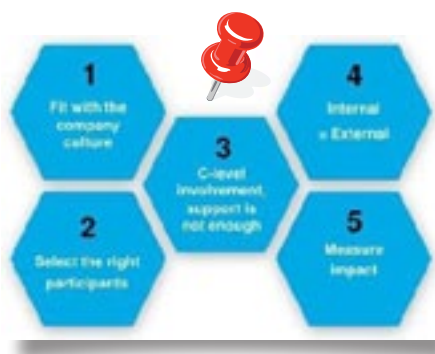 1
Fit with the
company
culture
2
Select the right
participants
3
C-level
involvement,
support is
not enough
4
Internal
= External
5
Measure
impact